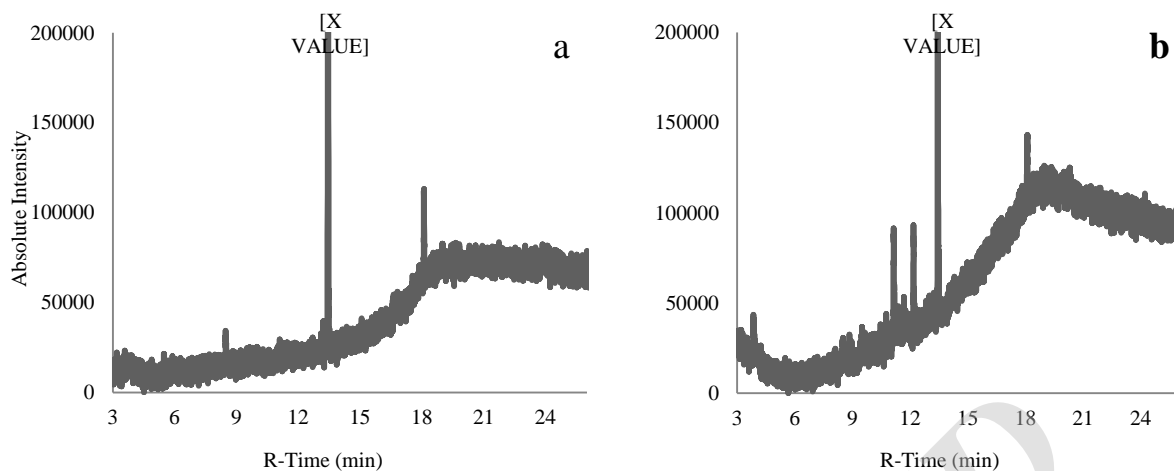 [X
VALUE]
a
200000
150000
100000
50000
0
Absolute Intensity
3 6 9 12 15 18 21 24
R-Time (min)
[X
VALUE]
b
200000
150000
100000
50000
0
3 6 9 12 15 18 21 24
R-Time (min)